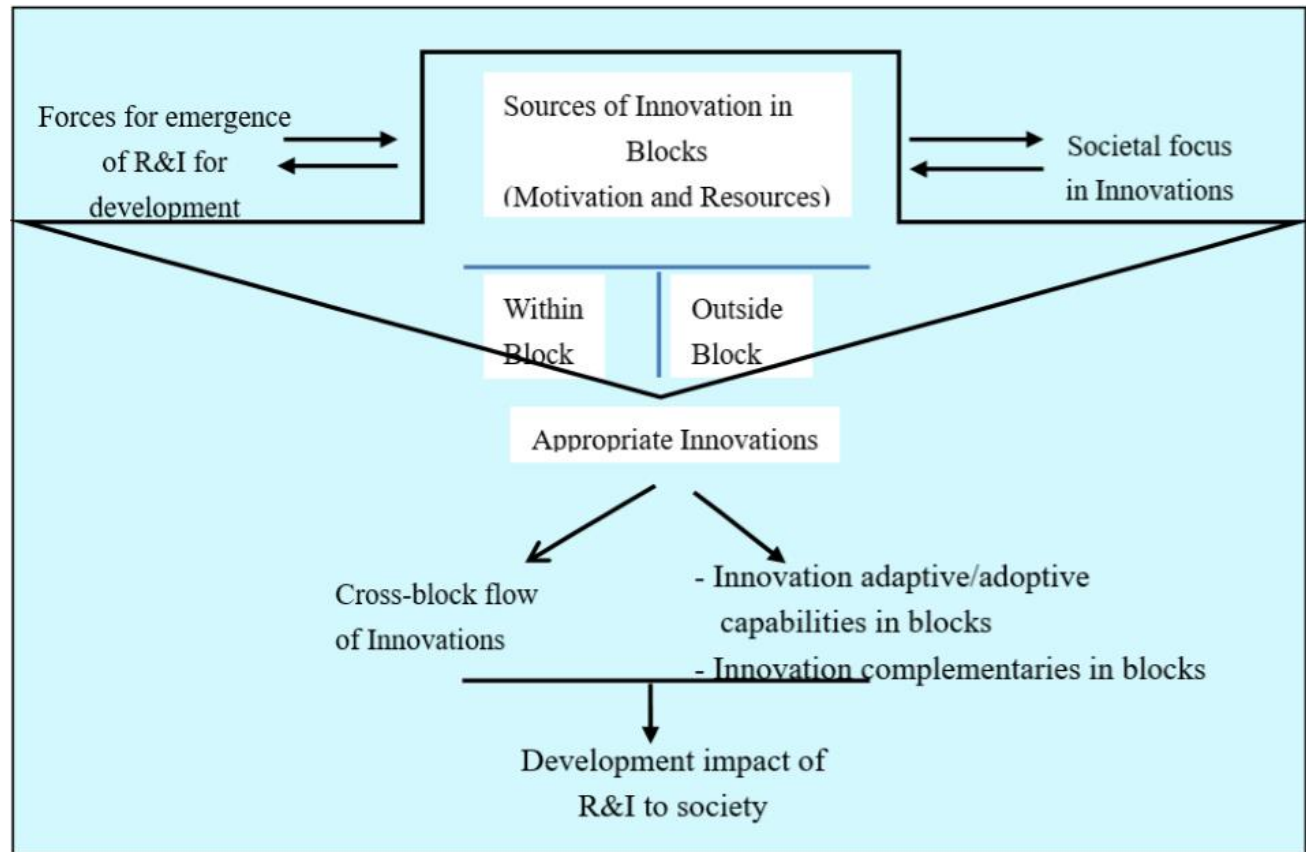 Forces for emergence
of R&I for
development
Sources of Innovation in
Blocks
(Motivation and Resources)
Societal focus
in Innovations
Within
Block
Outside
Block
Appropriate Innovations
Cross-block flow
of Innovations
- Innovation adaptive/adoptive
capabilities in blocks
- Innovation complementaries in blocks
Development impact of
R&I to society